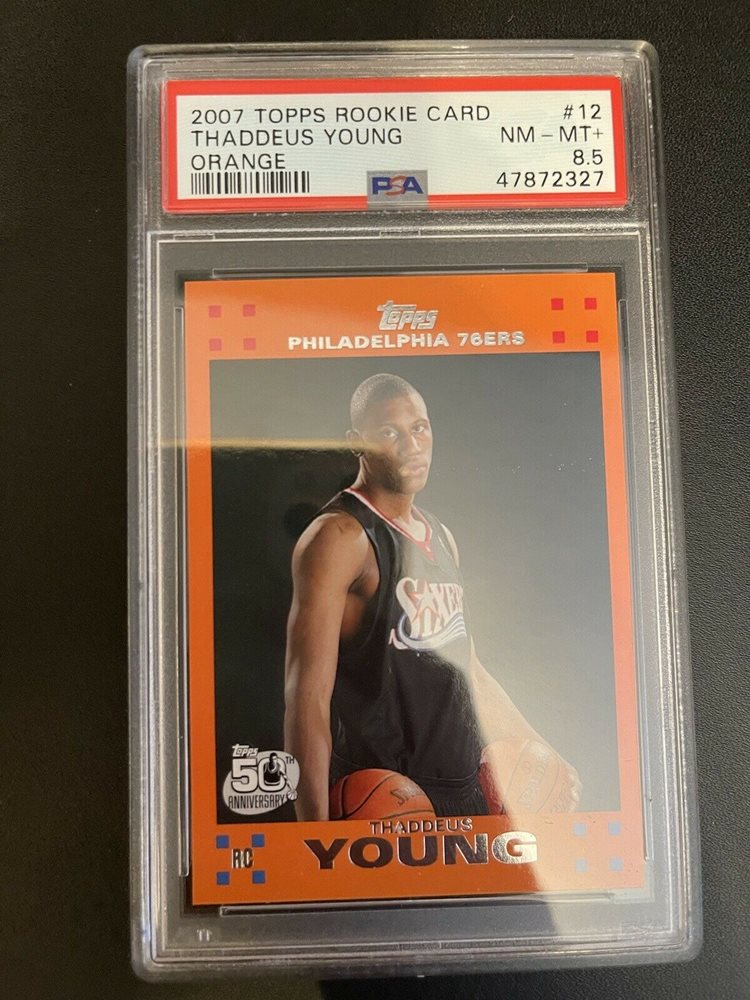 2007 TOPPS ROOKIE CARD #12
THADDEUS YOUNG NM - MT+
ORANGE 8.5
PSA 47872327
Topps
PHILADELPHIA 76ERS
SIXERS
Topps
50TH
ANNIVERSARY
THADDEUS
RC YOUNG